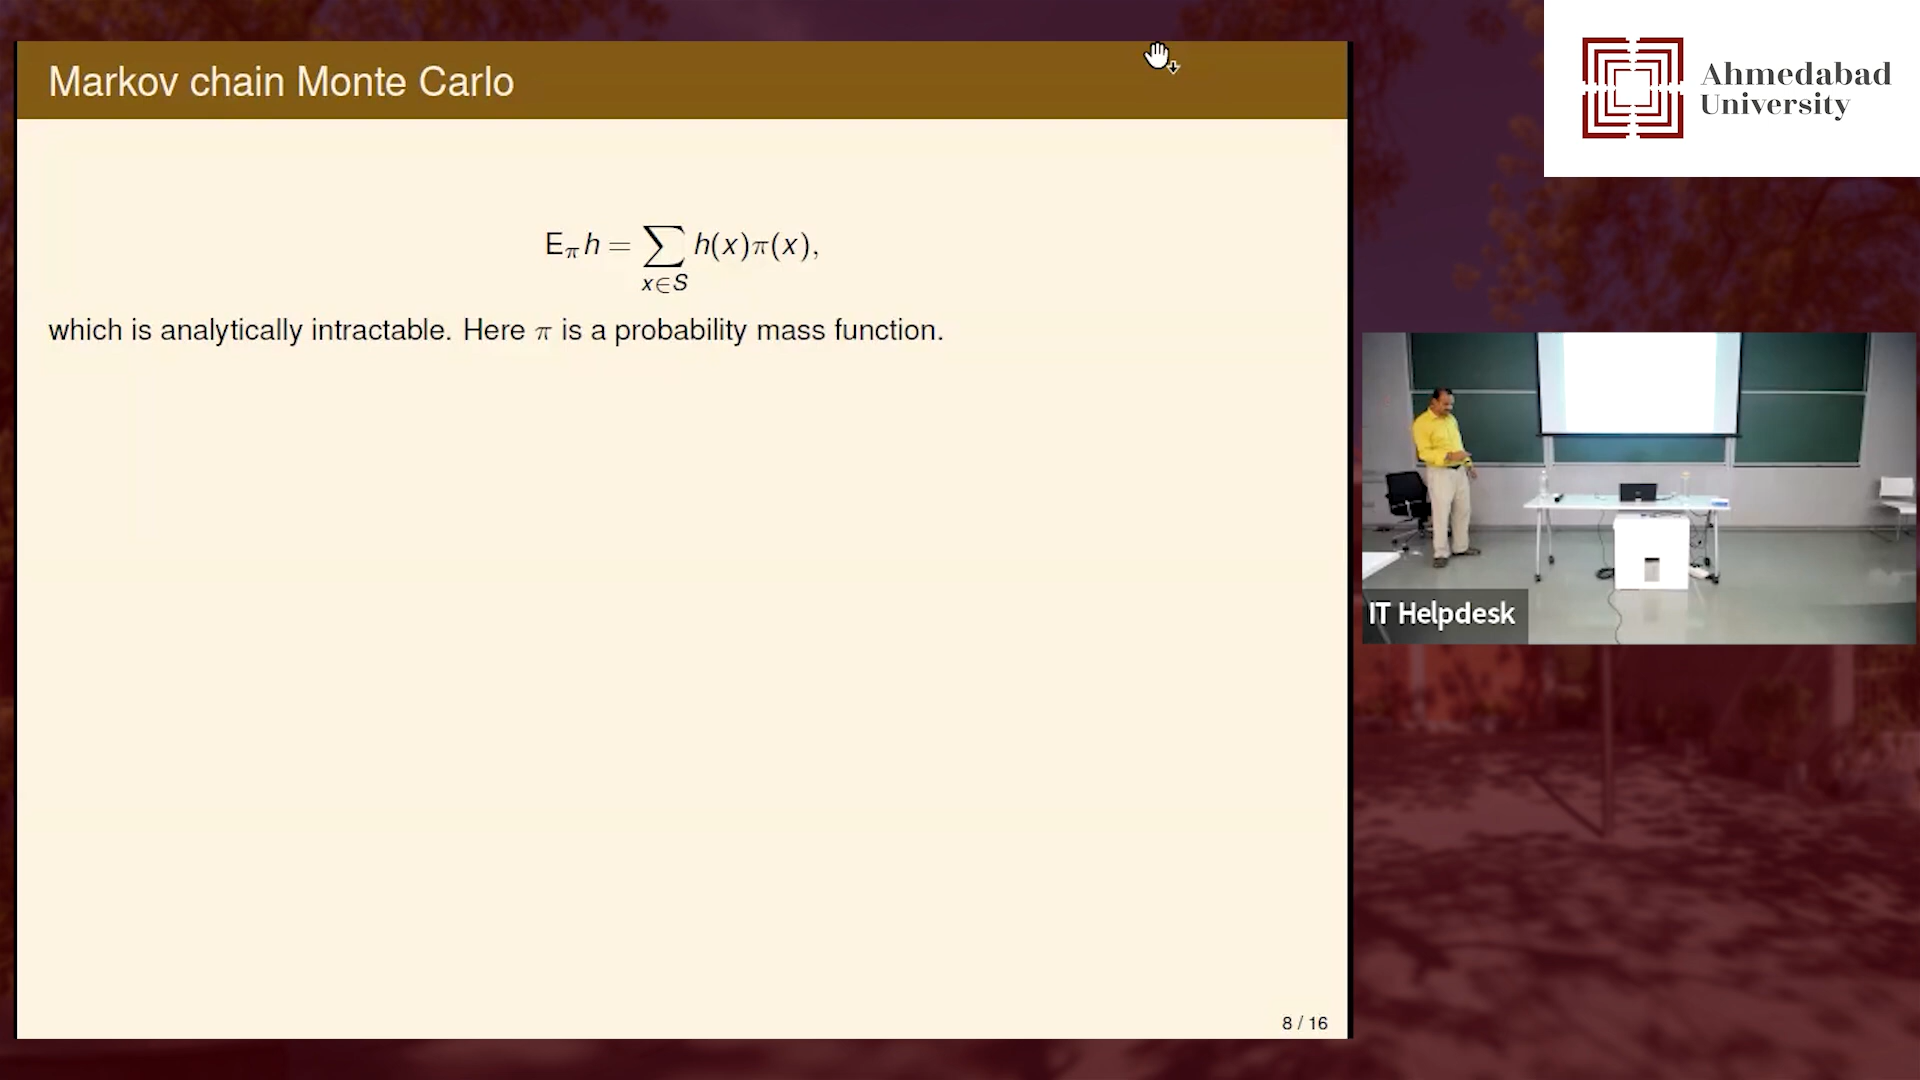 Markov chain Monte Carlo
E_π h = ∑_{x∈S} h(x)π(x),
which is analytically intractable. Here π is a probability mass function.
8 / 16
Ahmedabad
University
IT Helpdesk